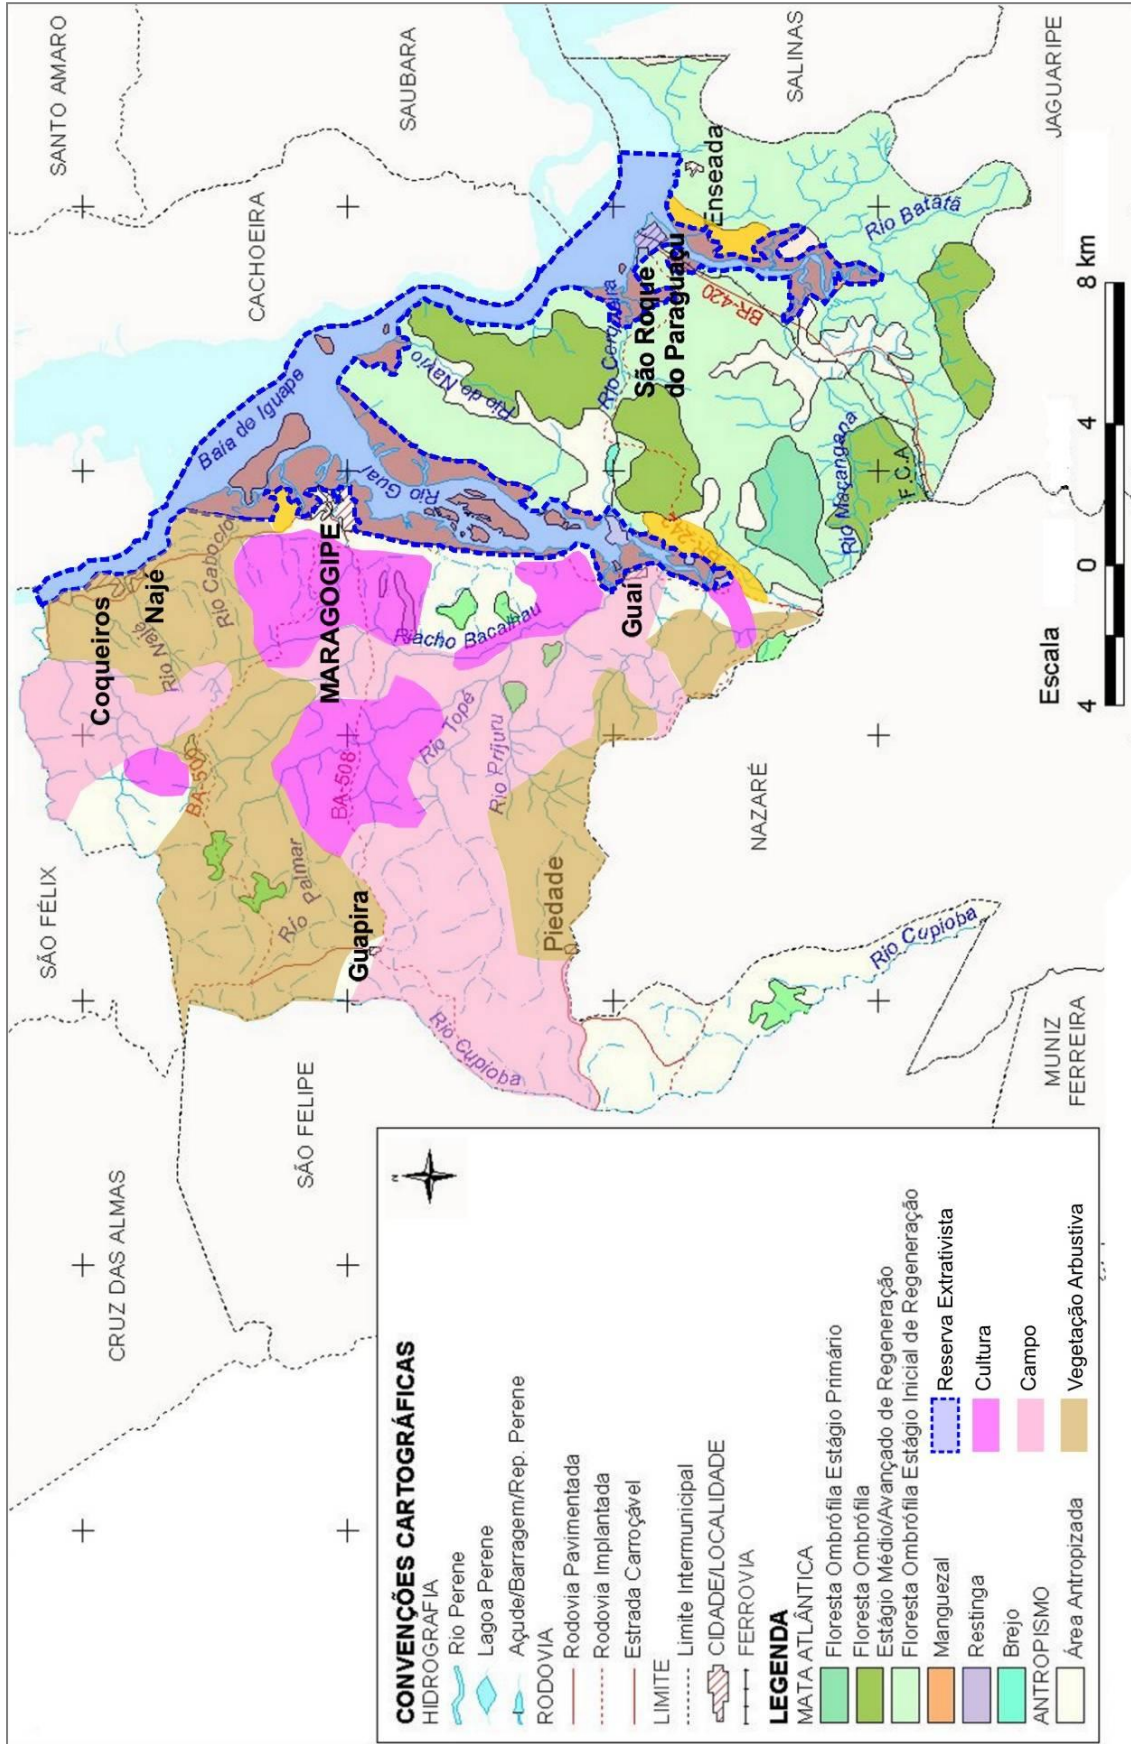 SANTO AMARO
SÃO FÉLIX
CACHOEIRA
SAUBARA
CRUZ DAS ALMAS
SÃO FELIPE
SALINAS
JAGUARIPE
NAZARÉ
MUNIZ
FERREIRA
Coqueiros
Najé
Rio Najé
Rio Caboclo
BA-500
Rio Palmar
Baía de Iguape
MARAGOGIPE
BA-508
Guapira
Rio Guaí
Riacho Bacalhau
Rio Topé
Rio Prijuru
Rio Cupioba
Piedade
Guaí
Rio do Navio
Rio Cerqueira
São Roque
do Paraguaçu
Enseada
BR-420
Rio Batatã
Rio Maçangana
F.C.A
Rio Cupioba
Escala
4
0
4
8 km
N
CONVENÇÕES CARTOGRÁFICAS
HIDROGRAFIA
Rio Perene
Lagoa Perene
Açude/Barragem/Rep. Perene
RODOVIA
Rodovia Pavimentada
Rodovia Implantada
Estrada Carroçável
LIMITE
Limite Intermunicipal
CIDADE/LOCALIDADE
FERROVIA
LEGENDA
MATA ATLÂNTICA
Floresta Ombrófila Estágio Primário
Floresta Ombrófila
Estágio Médio/Avançado de Regeneração
Floresta Ombrófila Estágio Inicial de Regeneração
Manguezal
Restinga
Brejo
ANTROPISMO
Área Antropizada
Reserva Extrativista
Cultura
Campo
Vegetação Arbustiva